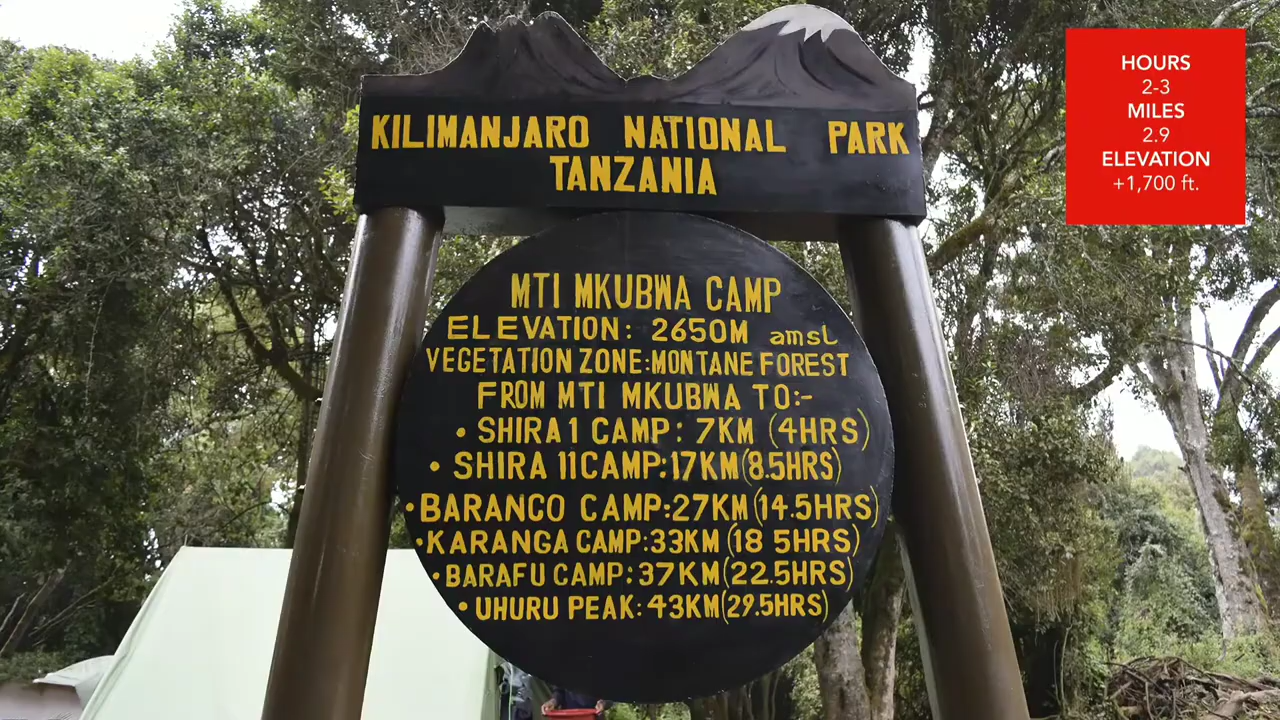 KILIMANJARO NATIONAL PARK
TANZANIA
MTI MKUBWA CAMP
ELEVATION: 2650M amsl
VEGETATION ZONE:MONTANE FOREST
FROM MTI MKUBWA TO:-
• SHIRA 1 CAMP: 7KM (4HRS)
• SHIRA 11CAMP:17KM(8.5HRS)
•BARANCO CAMP:27KM(14.5HRS)
•KARANGA CAMP:33KM (18 5HRS)
•BARAFU CAMP:37KM(22.5HRS)
•UHURU PEAK:43KM(29.5HRS)
HOURS
2-3
MILES
2.9
ELEVATION
+1,700 ft.